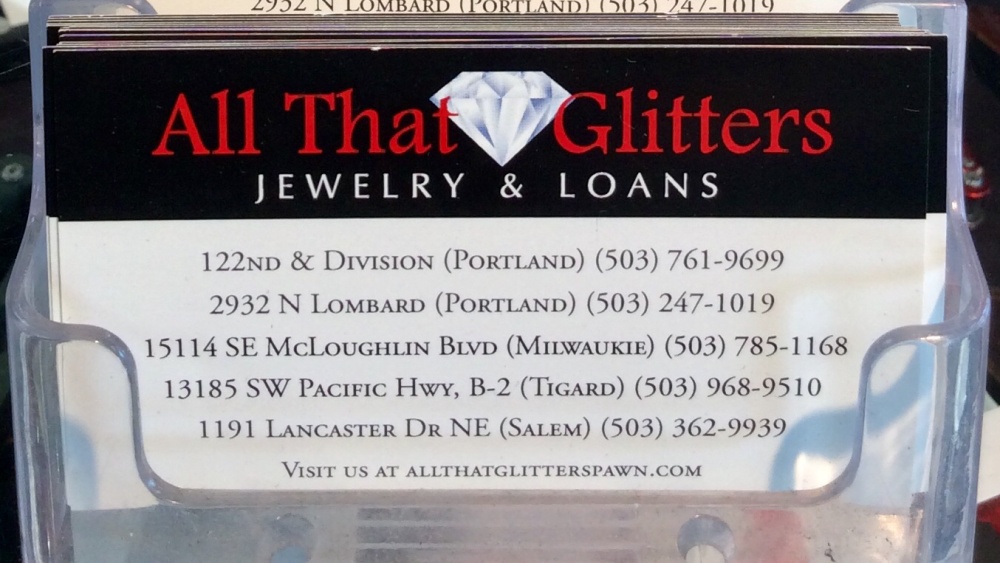 2932 N Lombard (Portland) (503) 247-1019
All That Glitters
JEWELRY & LOANS
122nd & Division (Portland) (503) 761-9699
2932 N Lombard (Portland) (503) 247-1019
15114 SE McLoughlin Blvd (Milwaukie) (503) 785-1168
13185 SW Pacific Hwy, B-2 (Tigard) (503) 968-9510
1191 Lancaster Dr NE (Salem) (503) 362-9939
Visit us at allthatglitterspawn.com